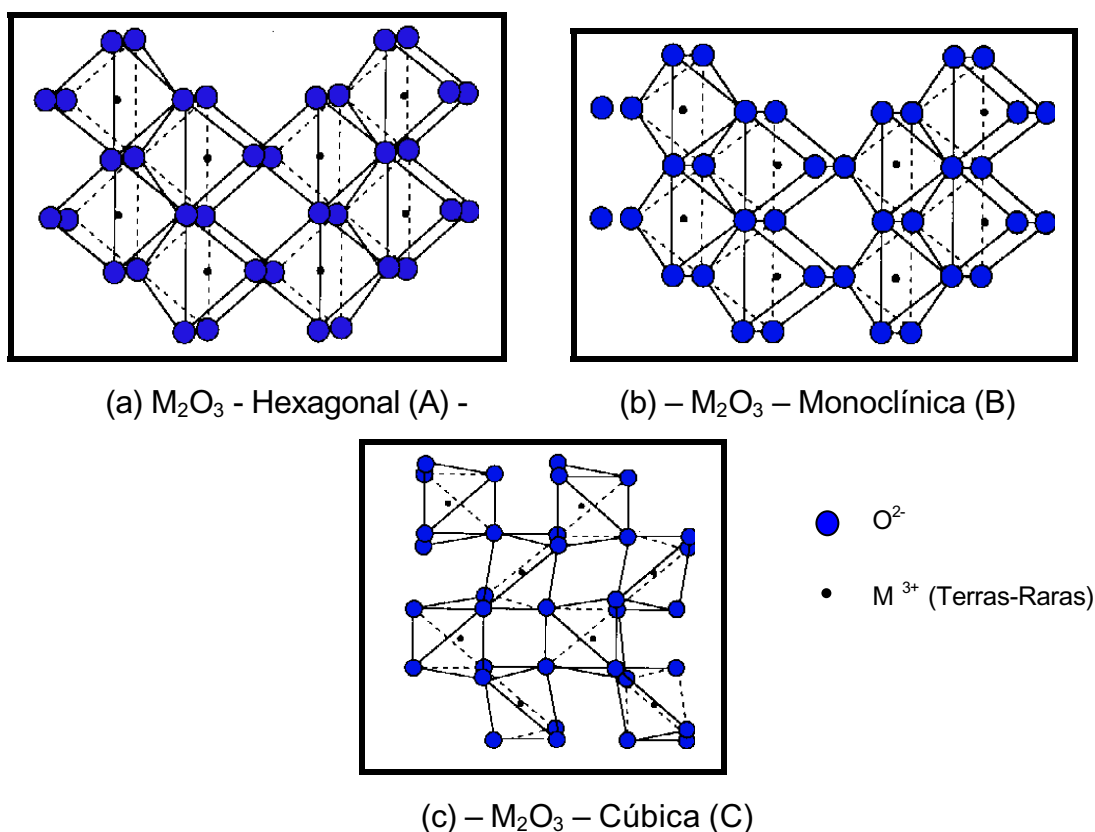 (a) M₂O₃ - Hexagonal (A) -
(b) – M₂O₃ – Monoclínica (B)
O²⁻
M ³⁺ (Terras-Raras)
(c) – M₂O₃ – Cúbica (C)